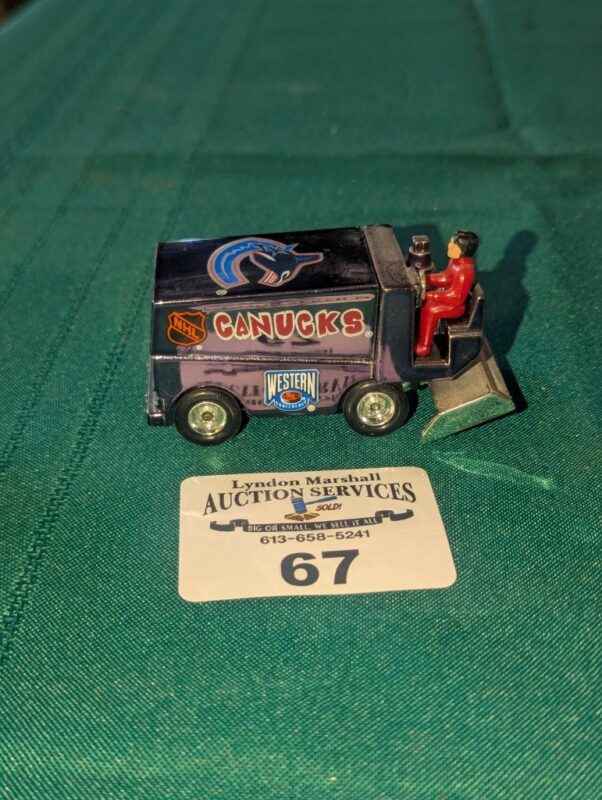 NHL
CANUCKS
WESTERN
CONFERENCE
Lyndon Marshall
AUCTION SERVICES
SOLD!
BIG OR SMALL, WE SELL IT ALL
613-658-5241
67